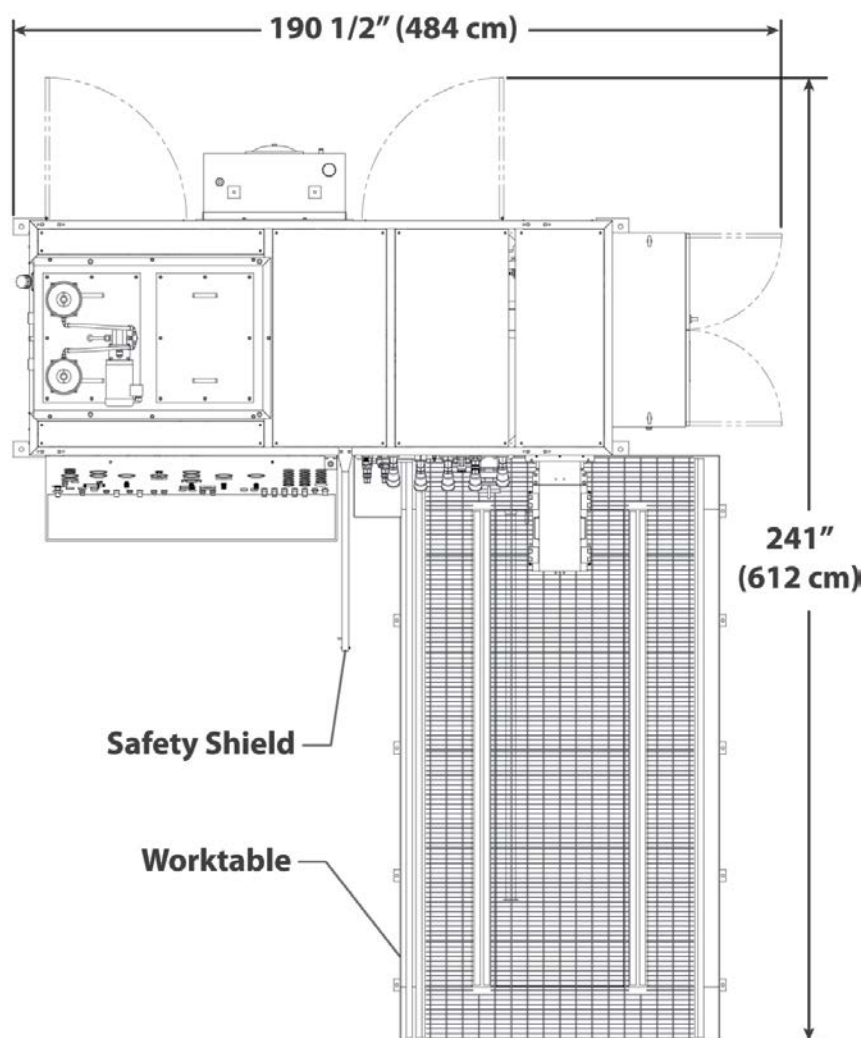 190 1/2” (484 cm)
241”
(612 cm)
Safety Shield
Worktable